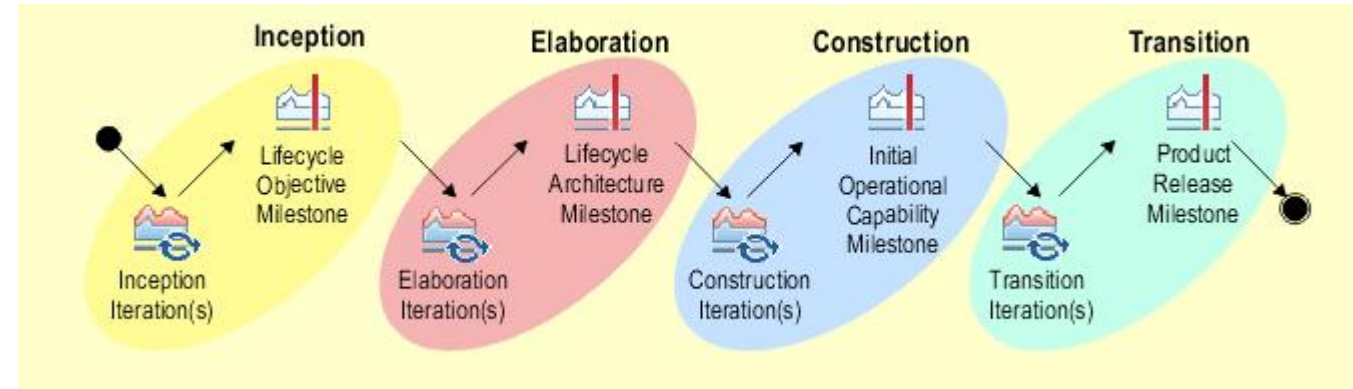 Inception
Elaboration
Construction
Transition
Lifecycle
Objective
Milestone
Inception
Iteration(s)
Lifecycle
Architecture
Milestone
Elaboration
Iteration(s)
Initial
Operational
Capability
Milestone
Construction
Iteration(s)
Product
Release
Milestone
Transition
Iteration(s)